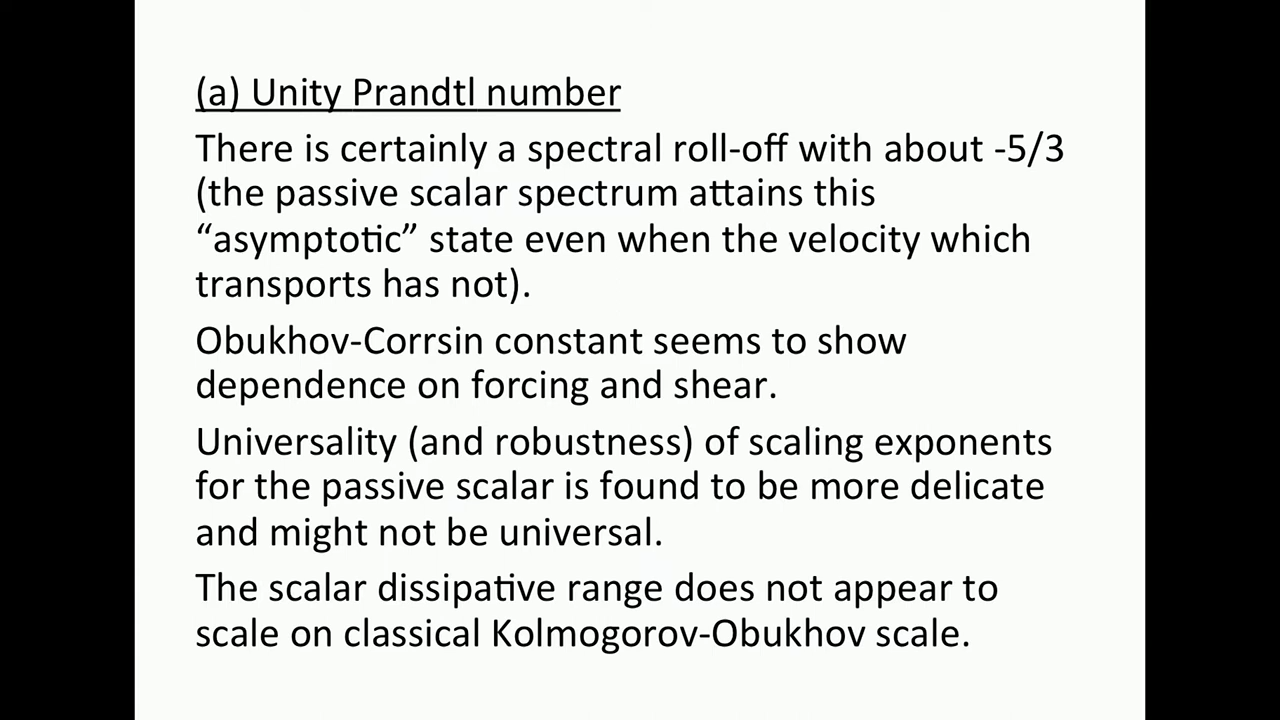 (a) Unity Prandtl number
There is certainly a spectral roll-off with about -5/3
(the passive scalar spectrum attains this
“asymptotic” state even when the velocity which
transports has not).
Obukhov-Corrsin constant seems to show
dependence on forcing and shear.
Universality (and robustness) of scaling exponents
for the passive scalar is found to be more delicate
and might not be universal.
The scalar dissipative range does not appear to
scale on classical Kolmogorov-Obukhov scale.